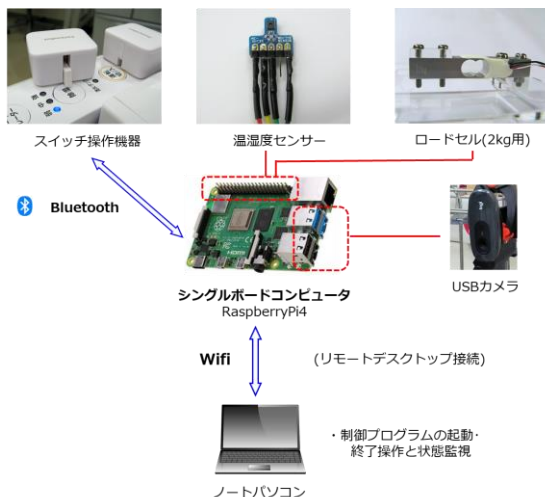 スイッチ操作機器
温湿度センサー
ロードセル(2kg用)
Bluetooth
シングルボードコンピュータ
RaspberryPi4
USBカメラ
Wifi
(リモートデスクトップ接続)
・制御プログラムの起動・
終了操作と状態監視
ノートパソコン